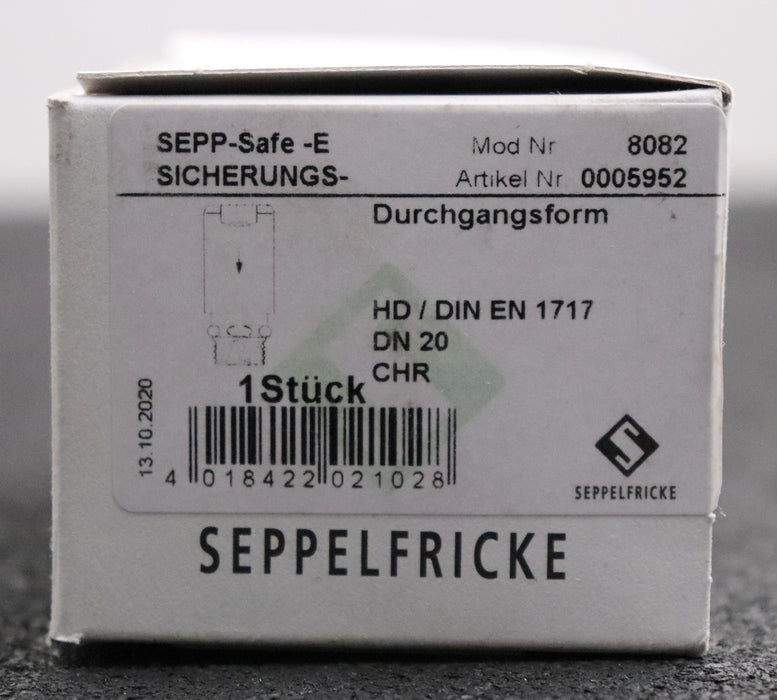 SEPP-Safe -E Mod Nr 8082
SICHERUNGS- Artikel Nr 0005952
Durchgangsform
HD / DIN EN 1717
DN 20
CHR
1Stück
13.10.2020
4 018422 021028
SEPPELFRICKE
SEPPELFRICKE